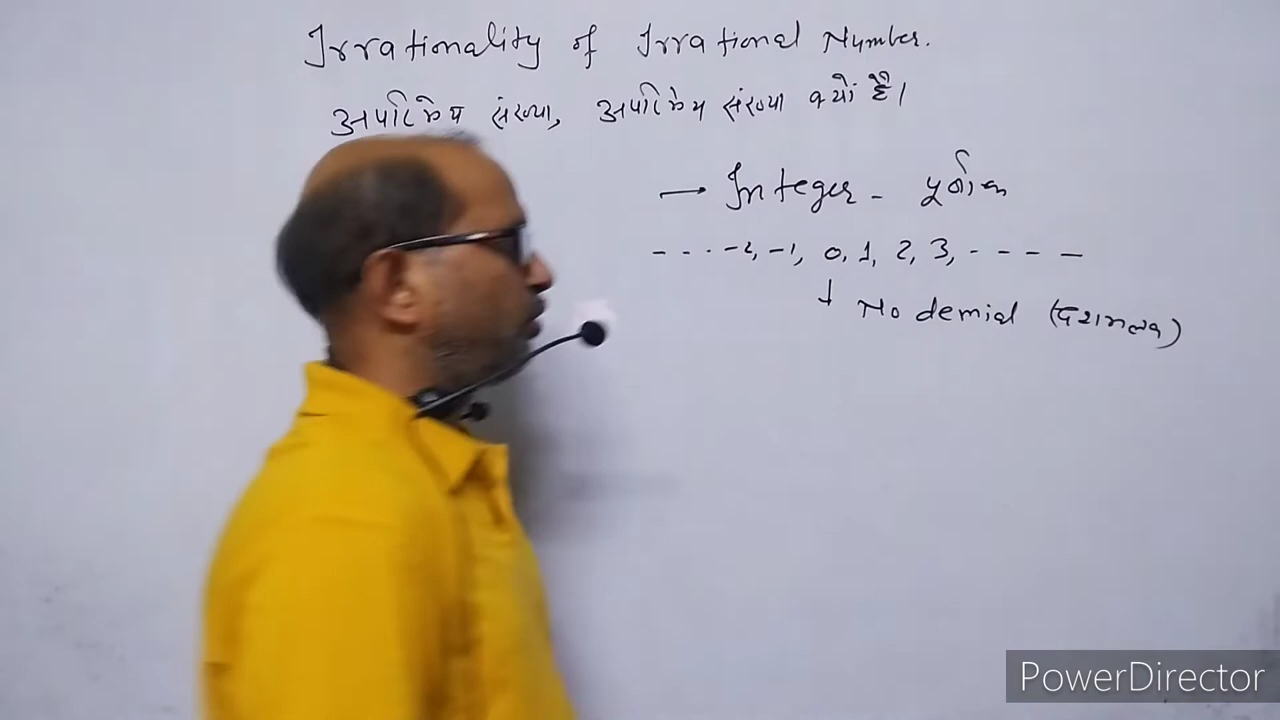 Irrationality of Irrational Number.
अपरिमेय संख्या, अपरिमेय संख्या क्यों है।
→ Integer - पूर्णांक
- - . . -2, -1, 0, 1, 2, 3, - - - - -
↓ No demial (दशमलव)
PowerDirector